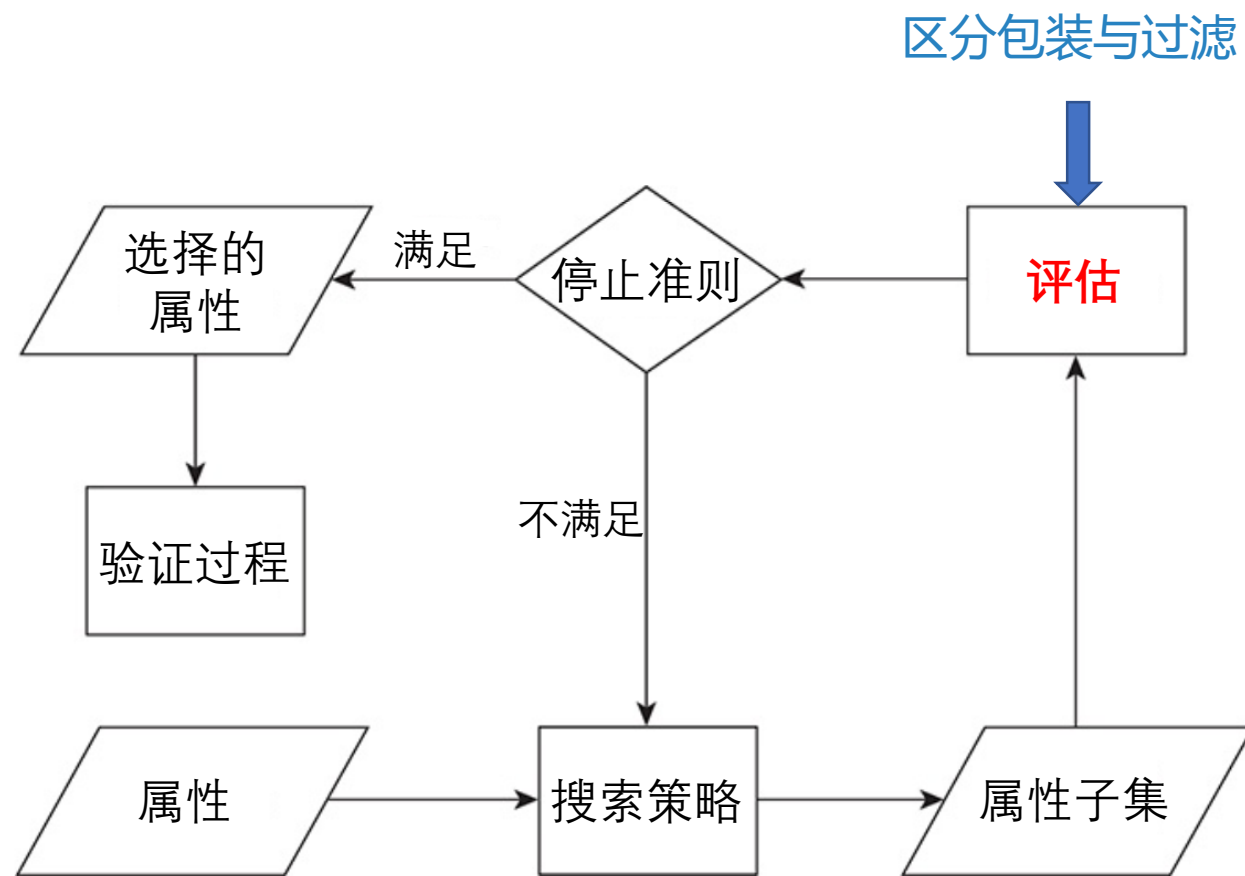 区分包装与过滤
选择的
属性
满足
停止准则
评估
不满足
验证过程
属性
搜索策略
属性子集